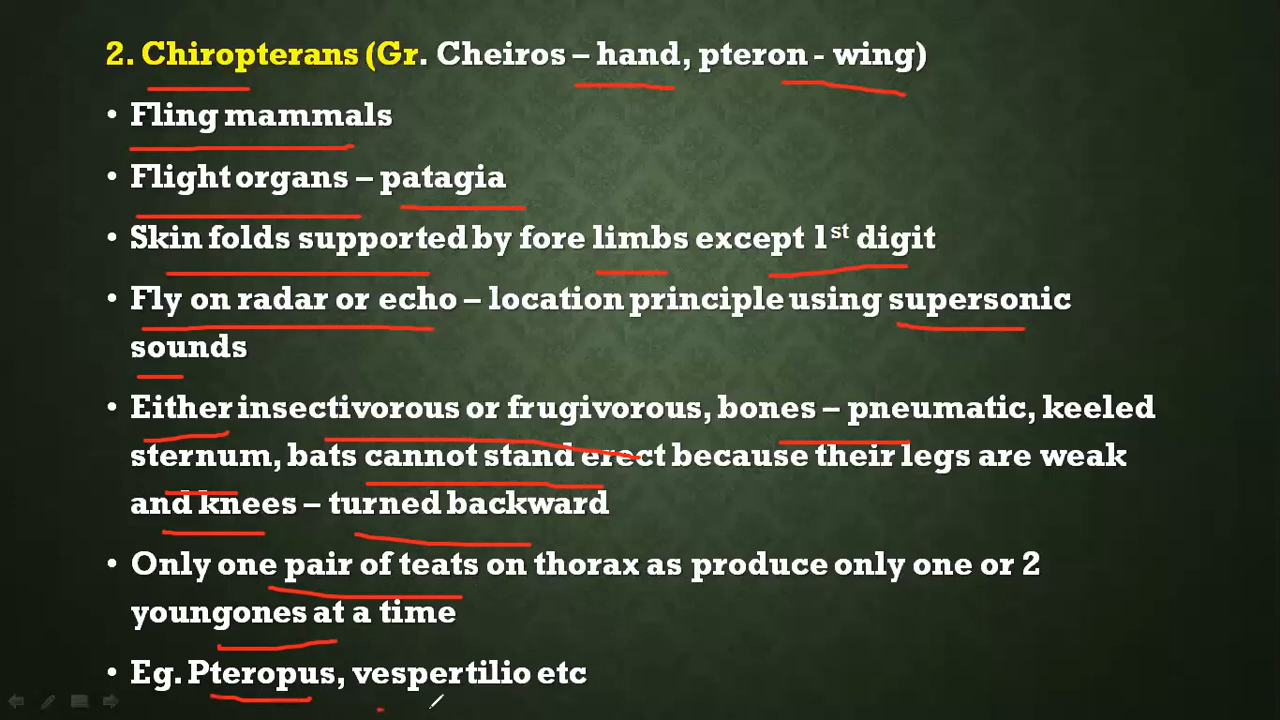 2. Chiropterans (Gr. Cheiros – hand, pteron - wing)
• Fling mammals
• Flight organs – patagia
• Skin folds supported by fore limbs except 1st digit
• Fly on radar or echo – location principle using supersonic
sounds
• Either insectivorous or frugivorous, bones – pneumatic, keeled
sternum, bats cannot stand erect because their legs are weak
and knees – turned backward
• Only one pair of teats on thorax as produce only one or 2
youngones at a time
• Eg. Pteropus, vespertilio etc